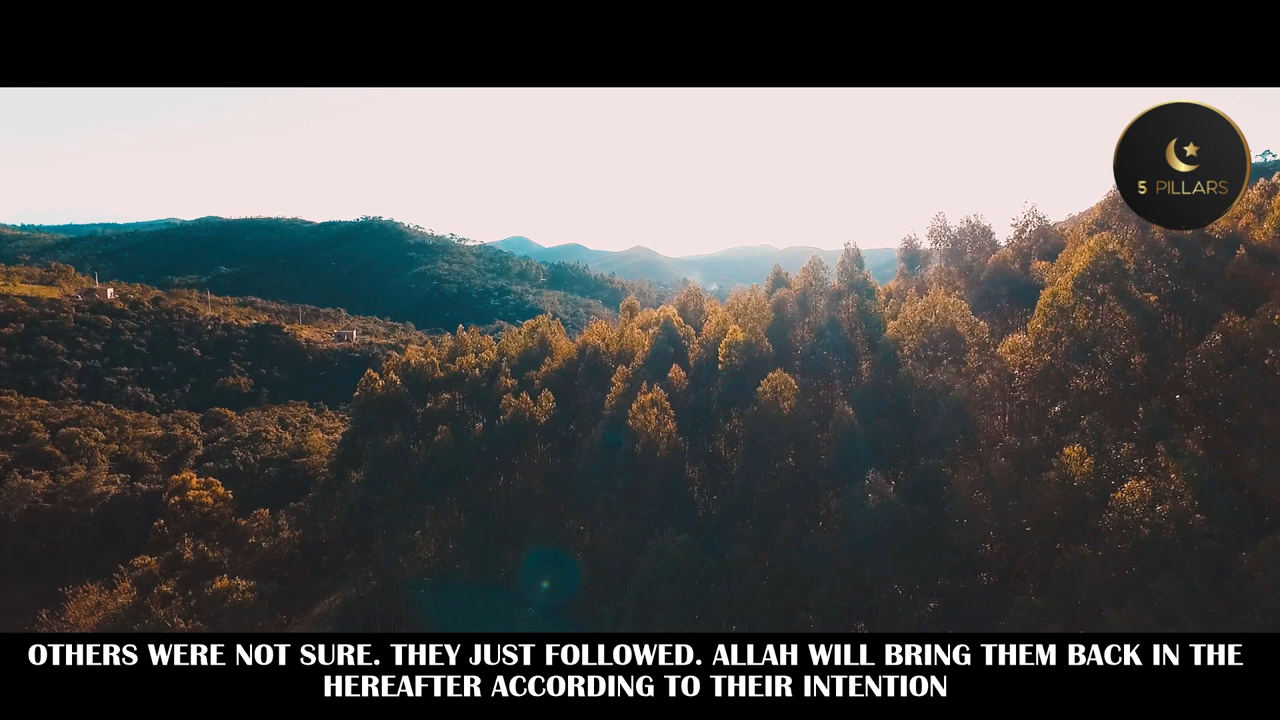 5 PILLARS
OTHERS WERE NOT SURE. THEY JUST FOLLOWED. ALLAH WILL BRING THEM BACK IN THE
HEREAFTER ACCORDING TO THEIR INTENTION